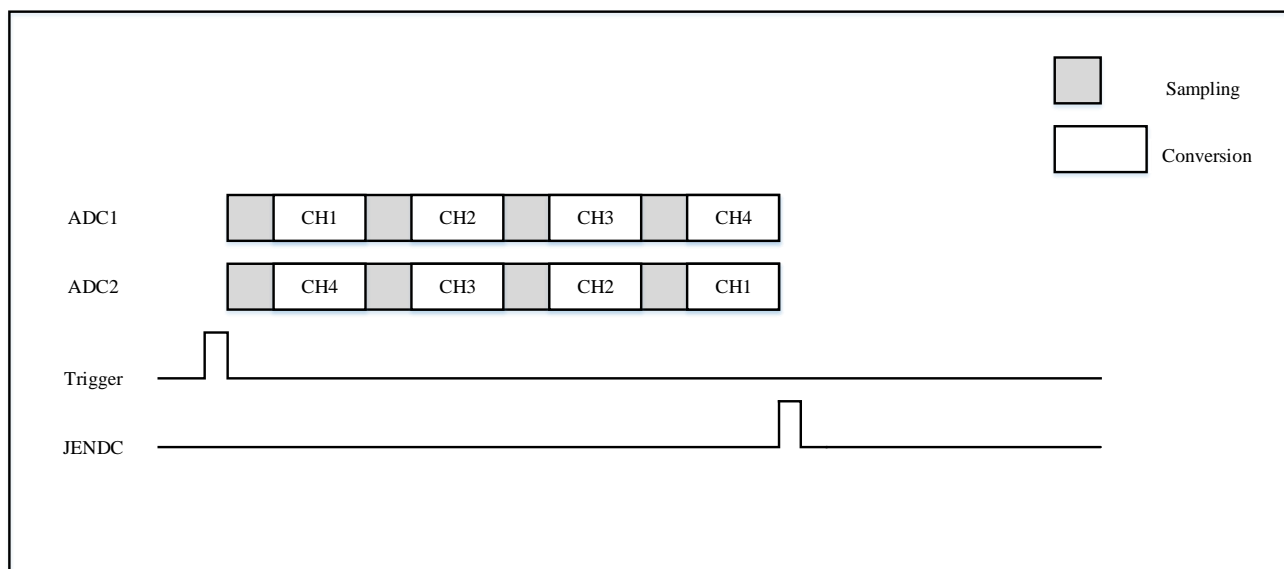 Sampling
Conversion
ADC1 CH1 CH2 CH3 CH4
ADC2 CH4 CH3 CH2 CH1
Trigger
JENDC